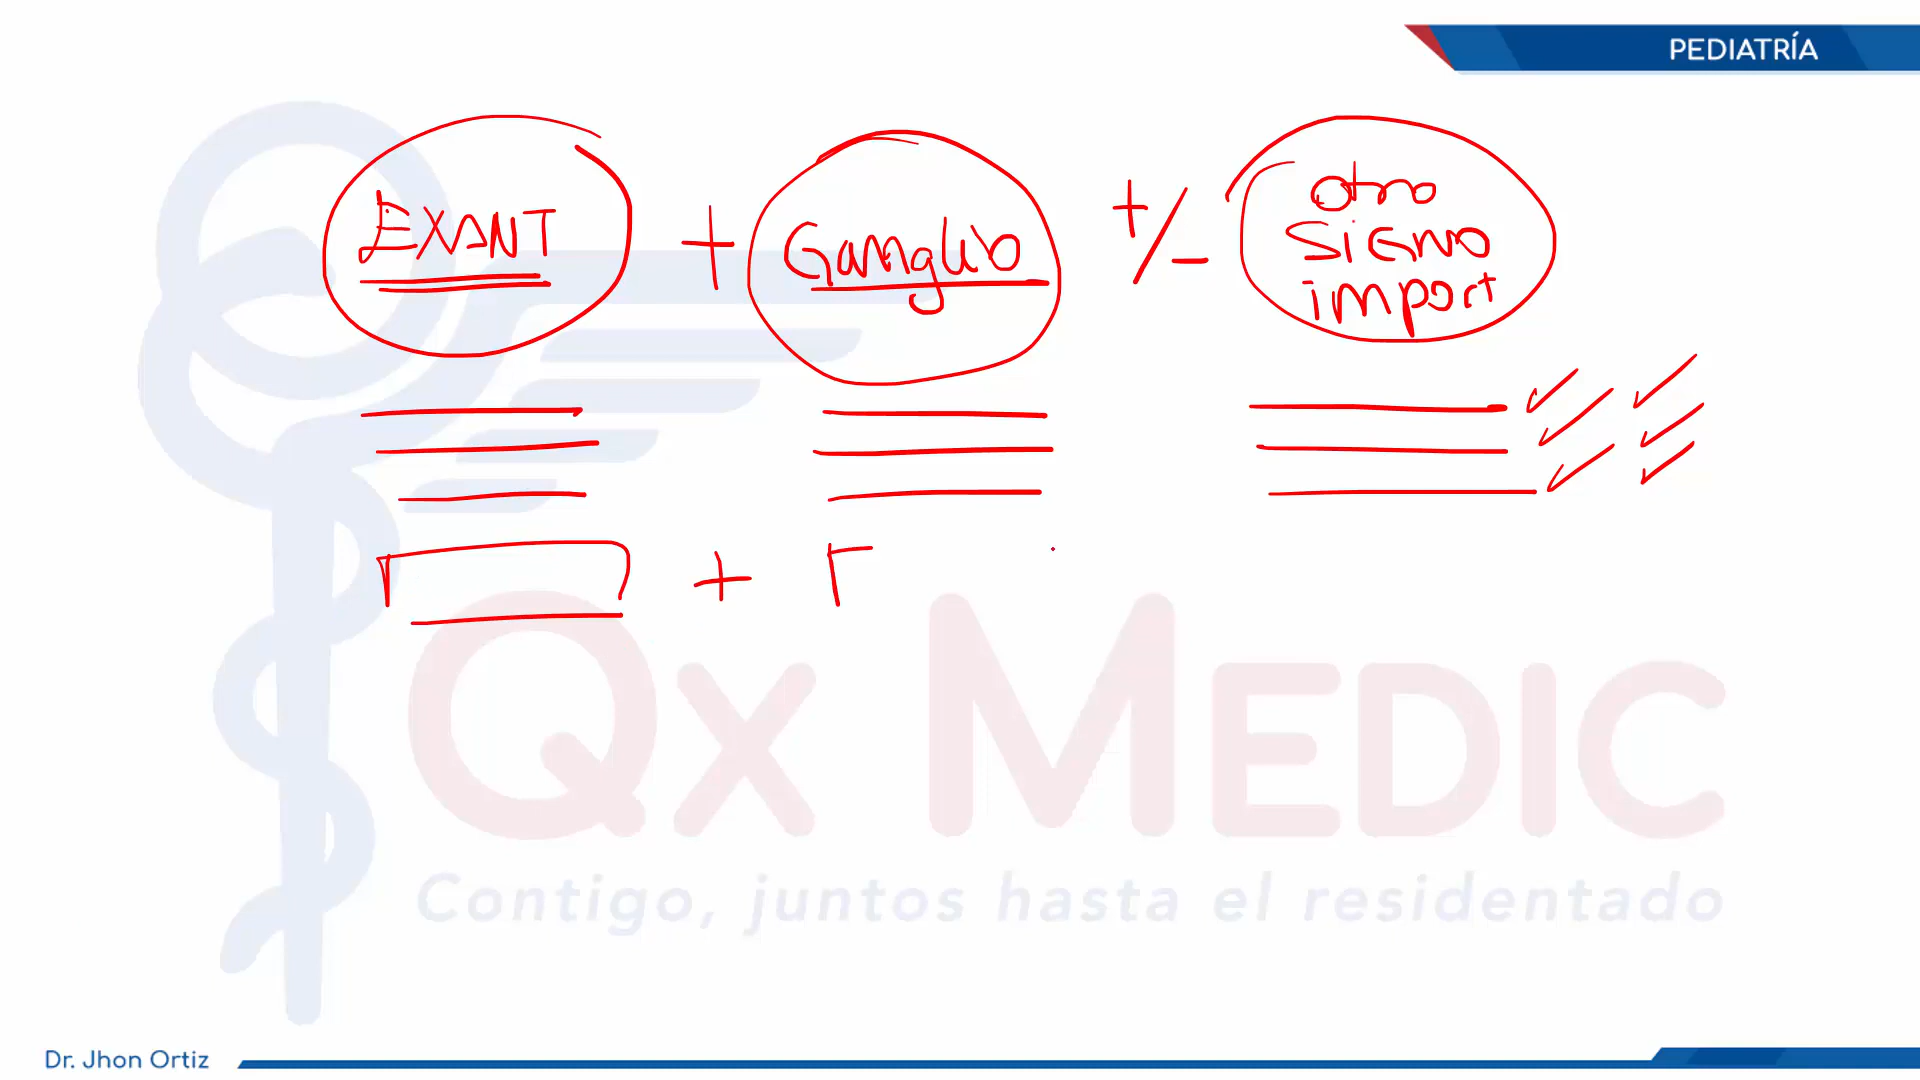 PEDIATRÍA
EXANT + Ganglio +/- otro
signo
import
+
Qx MEDIC
Contigo, juntos hasta el residentado
Dr. Jhon Ortiz